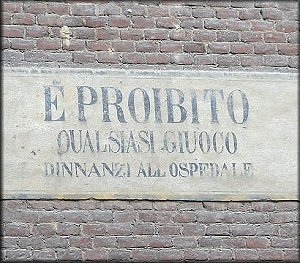 È PROIBITO
QUALSIASI GIUOCO
DINNANZI ALL OSPEDALE